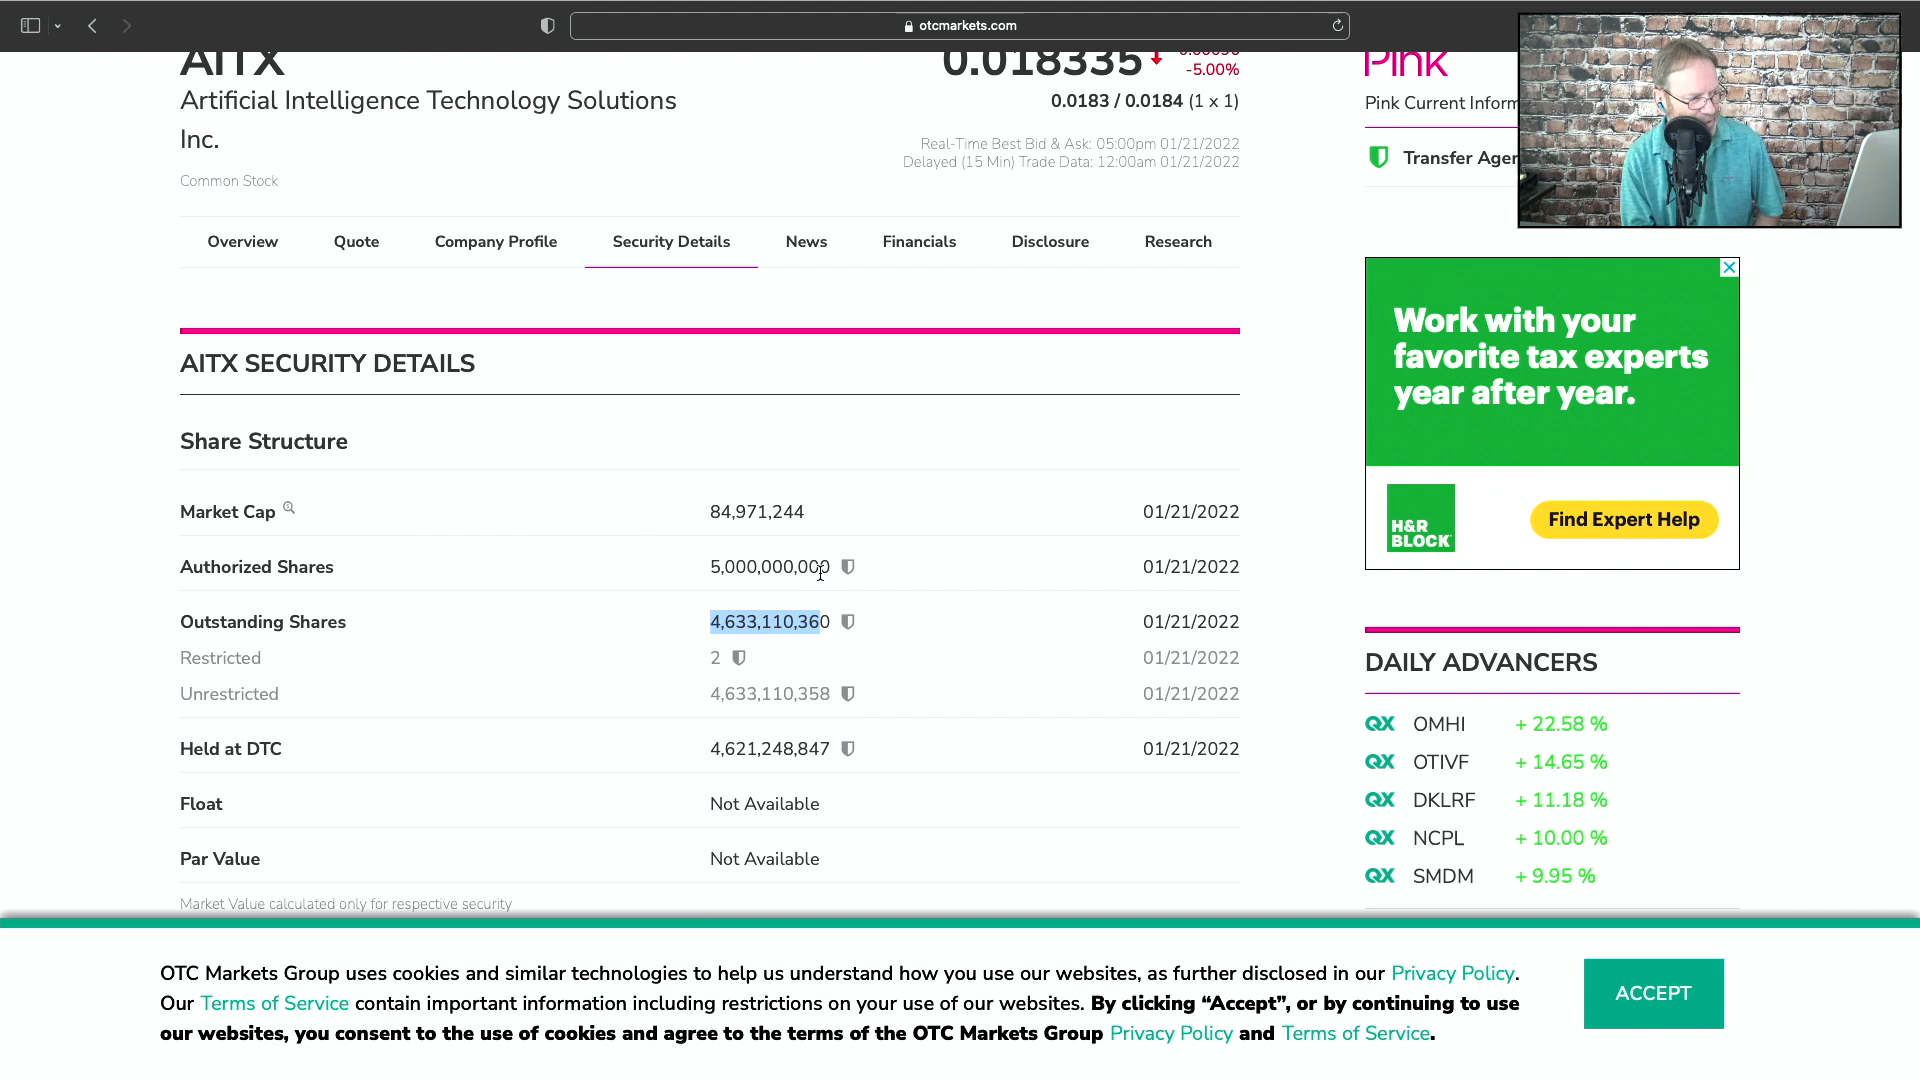 otcmarkets.com
AITX
0.018335
-5.00%
Artificial Intelligence Technology Solutions
Inc.
0.0183 / 0.0184 (1 x 1)
Real-Time Best Bid & Ask: 05:00pm 01/21/2022
Delayed (15 Min) Trade Data: 12:00am 01/21/2022
Common Stock
Pink
Pink Current Inform
Transfer Agen
Overview Quote Company Profile Security Details News Financials Disclosure Research
AITX SECURITY DETAILS
Share Structure
Market Cap 84,971,244 01/21/2022
Authorized Shares 5,000,000,000 01/21/2022
Outstanding Shares 4,633,110,360 01/21/2022
Restricted 2 01/21/2022
Unrestricted 4,633,110,358 01/21/2022
Held at DTC 4,621,248,847 01/21/2022
Float Not Available
Par Value Not Available
Market Value calculated only for respective security
Work with your
favorite tax experts
year after year.
H&R
BLOCK
Find Expert Help
DAILY ADVANCERS
QX OMHI + 22.58 %
QX OTIVF + 14.65 %
QX DKLRF + 11.18 %
QX NCPL + 10.00 %
QX SMDM + 9.95 %
OTC Markets Group uses cookies and similar technologies to help us understand how you use our websites, as further disclosed in our Privacy Policy.
Our Terms of Service contain important information including restrictions on your use of our websites. By clicking “Accept”, or by continuing to use
our websites, you consent to the use of cookies and agree to the terms of the OTC Markets Group Privacy Policy and Terms of Service.
ACCEPT